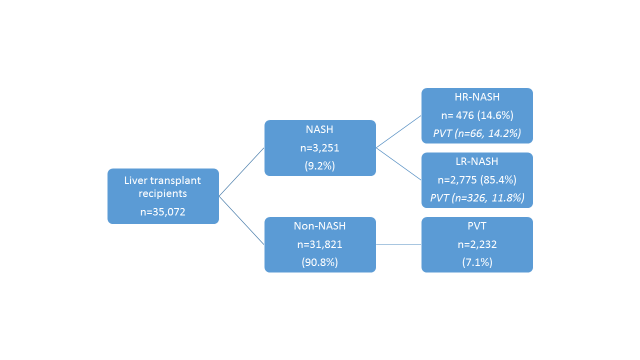 Liver transplant
recipients
n=35,072
NASH
n=3,251
(9.2%)
Non-NASH
n=31,821
(90.8%)
HR-NASH
n= 476 (14.6%)
PVT (n=66, 14.2%)
LR-NASH
n=2,775 (85.4%)
PVT (n=326, 11.8%)
PVT
n=2,232
(7.1%)